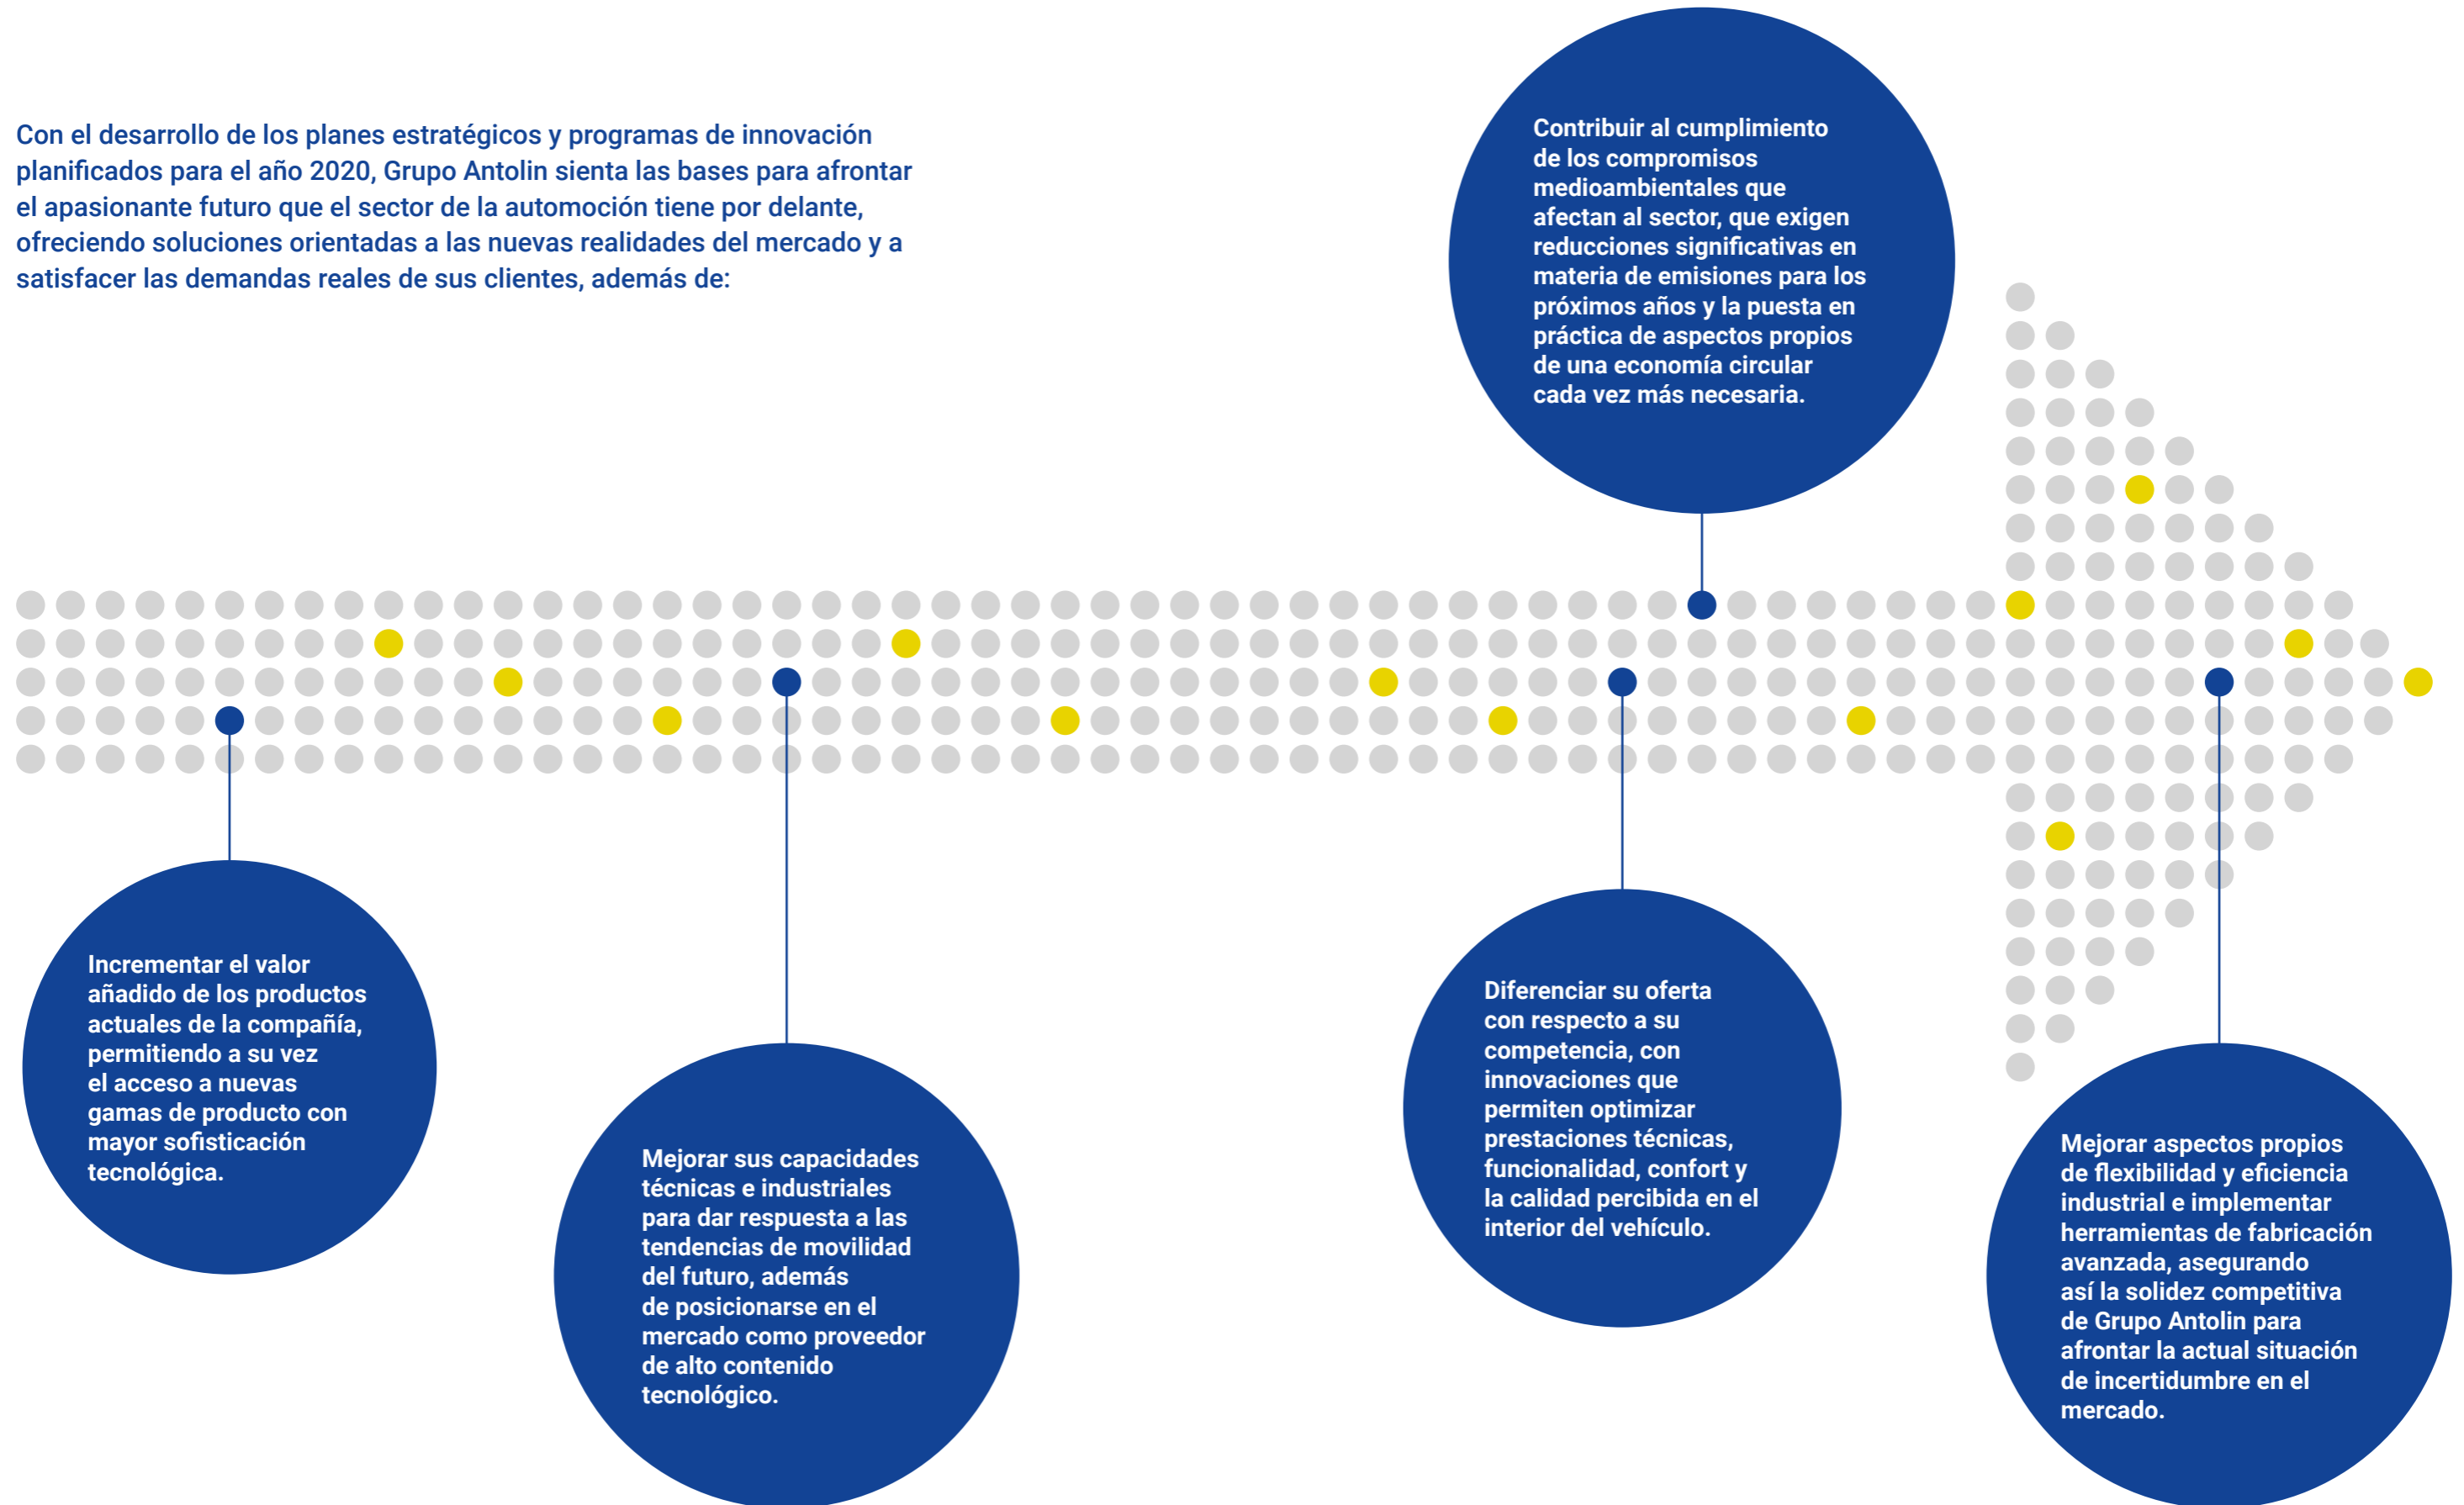 Con el desarrollo de los planes estratégicos y programas de innovación
planificados para el año 2020, Grupo Antolin sienta las bases para afrontar
el apasionante futuro que el sector de la automoción tiene por delante,
ofreciendo soluciones orientadas a las nuevas realidades del mercado y a
satisfacer las demandas reales de sus clientes, además de:
Contribuir al cumplimiento
de los compromisos
medioambientales que
afectan al sector, que exigen
reducciones significativas en
materia de emisiones para los
próximos años y la puesta en
práctica de aspectos propios
de una economía circular
cada vez más necesaria.
Incrementar el valor
añadido de los productos
actuales de la compañía,
permitiendo a su vez
el acceso a nuevas
gamas de producto con
mayor sofisticación
tecnológica.
Mejorar sus capacidades
técnicas e industriales
para dar respuesta a las
tendencias de movilidad
del futuro, además
de posicionarse en el
mercado como proveedor
de alto contenido
tecnológico.
Diferenciar su oferta
con respecto a su
competencia, con
innovaciones que
permiten optimizar
prestaciones técnicas,
funcionalidad, confort y
la calidad percibida en el
interior del vehículo.
Mejorar aspectos propios
de flexibilidad y eficiencia
industrial e implementar
herramientas de fabricación
avanzada, asegurando
así la solidez competitiva
de Grupo Antolin para
afrontar la actual situación
de incertidumbre en el
mercado.